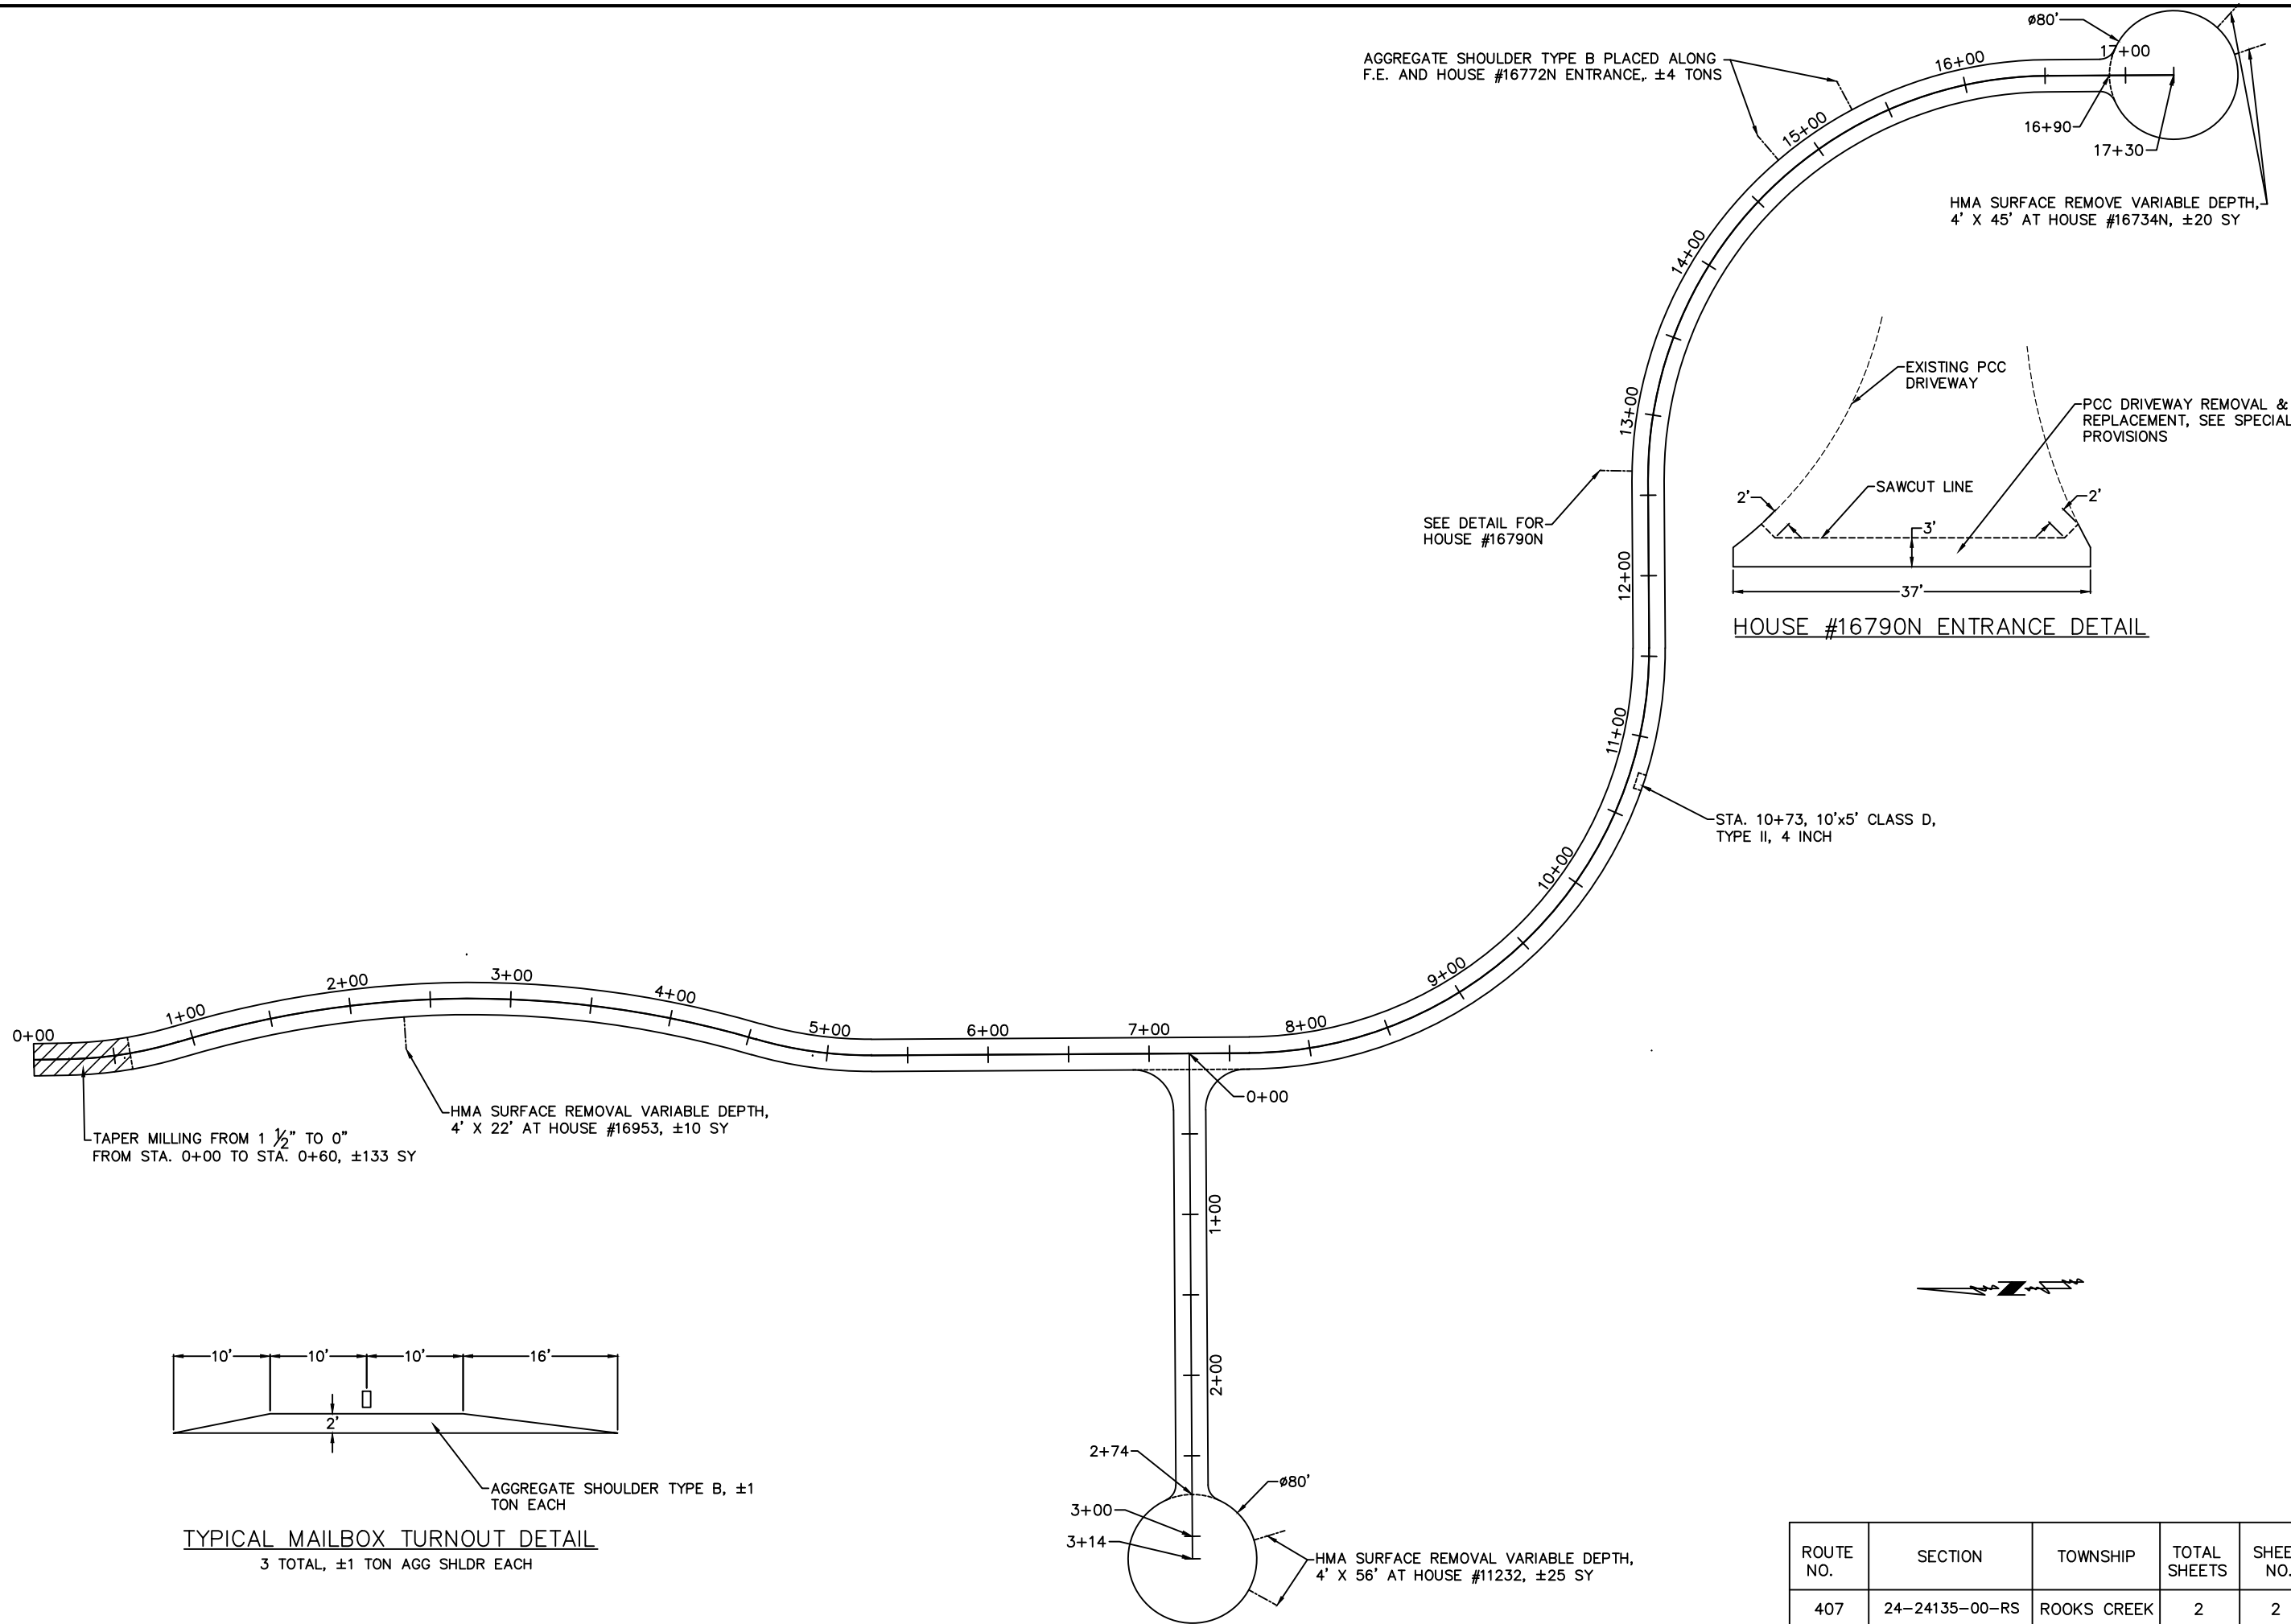 ø80'
AGGREGATE SHOULDER TYPE B PLACED ALONG
F.E. AND HOUSE #16772N ENTRANCE, ±4 TONS
16+00
17+00
15+00
16+90
17+30
HMA SURFACE REMOVE VARIABLE DEPTH,
4' X 45' AT HOUSE #16734N, ±20 SY
14+00
EXISTING PCC
DRIVEWAY
PCC DRIVEWAY REMOVAL &
REPLACEMENT, SEE SPECIAL
PROVISIONS
13+00
2'
SAWCUT LINE
2'
3'
SEE DETAIL FOR
HOUSE #16790N
12+00
37'
HOUSE #16790N ENTRANCE DETAIL
11+00
STA. 10+73, 10'x5' CLASS D,
TYPE II, 4 INCH
10+00
9+00
0+00
1+00
2+00
3+00
4+00
5+00
6+00
7+00
8+00
0+00
HMA SURFACE REMOVAL VARIABLE DEPTH,
4' X 22' AT HOUSE #16953, ±10 SY
TAPER MILLING FROM 1 1/2" TO 0"
FROM STA. 0+00 TO STA. 0+60, ±133 SY
1+00
2+00
10'
10'
10'
16'
2'
AGGREGATE SHOULDER TYPE B, ±1
TON EACH
TYPICAL MAILBOX TURNOUT DETAIL
3 TOTAL, ±1 TON AGG SHLDR EACH
2+74
ø80'
3+00
3+14
HMA SURFACE REMOVAL VARIABLE DEPTH,
4' X 56' AT HOUSE #11232, ±25 SY
Z
ROUTE NO. SECTION TOWNSHIP TOTAL SHEETS SHEE NO.
407 24-24135-00-RS ROOKS CREEK 2 2